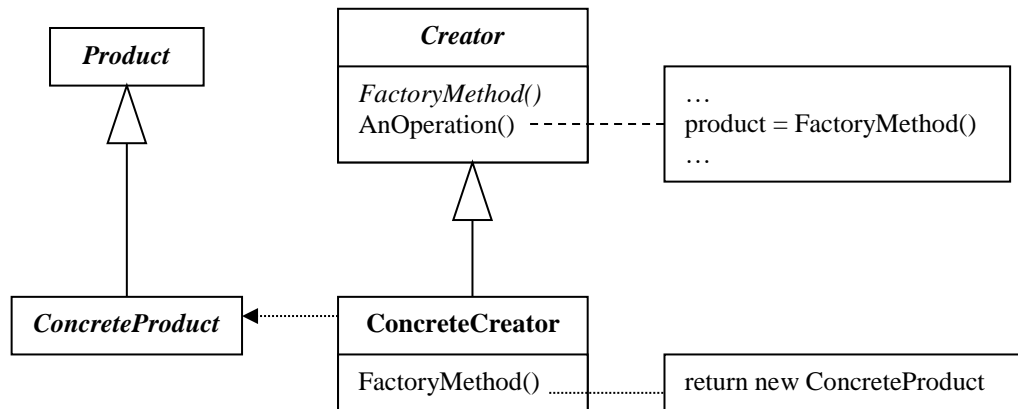 Product
Creator
FactoryMethod()
AnOperation()
…
product = FactoryMethod()
…
ConcreteProduct
ConcreteCreator
FactoryMethod()
return new ConcreteProduct